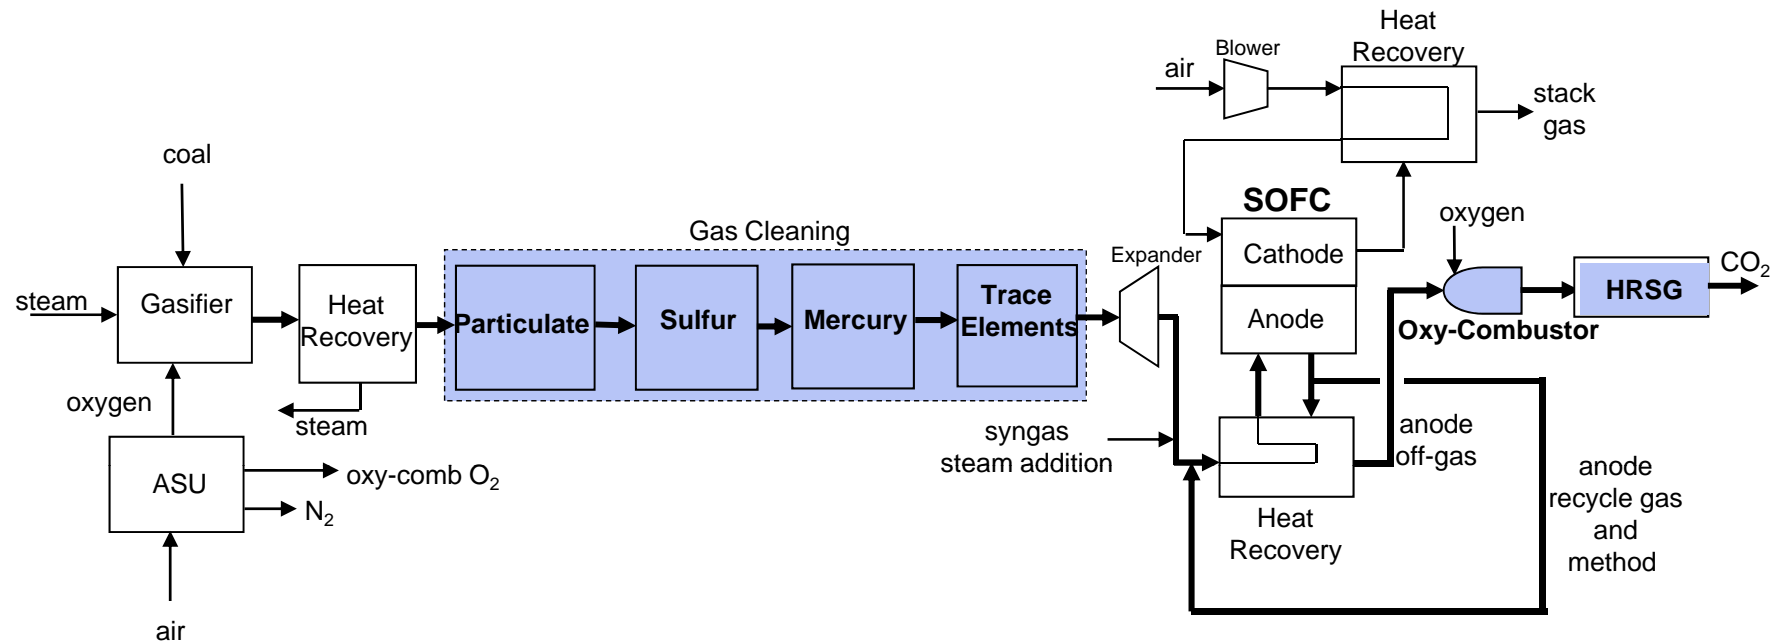 Heat
Recovery
Blower
air
stack
gas
coal
SOFC
oxygen
Gas Cleaning
Expander
Cathode
CO₂
steam
Gasifier
Heat
Recovery
Particulate
Sulfur
Mercury
Trace
Elements
Anode
Oxy-Combustor
HRSG
oxygen
steam
syngas
steam addition
anode
off-gas
ASU
oxy-comb O₂
N₂
Heat
Recovery
anode
recycle gas
and
method
air